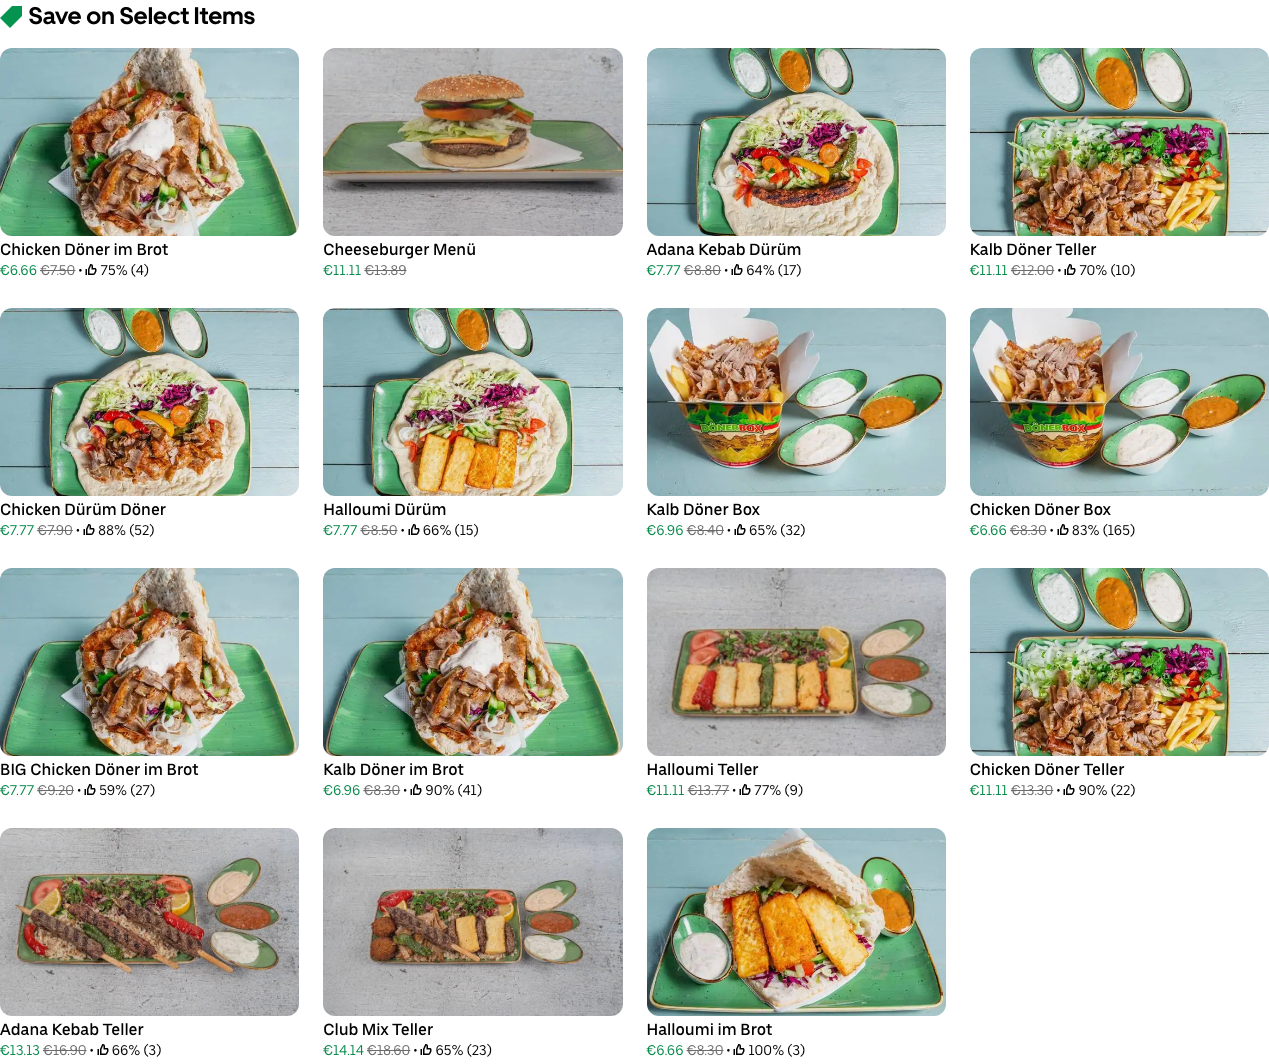 Save on Select Items
Chicken Döner im Brot
€6.66 €7.50 • 75% (4)
Cheeseburger Menü
€11.11 €13.89
Adana Kebab Dürüm
€7.77 €8.80 • 64% (17)
Kalb Döner Teller
€11.11 €12.00 • 70% (10)
Chicken Dürüm Döner
€7.77 €7.90 • 88% (52)
Halloumi Dürüm
€7.77 €8.50 • 66% (15)
DÖNERBOX
Kalb Döner Box
€6.96 €8.40 • 65% (32)
DÖNERBOX
Chicken Döner Box
€6.66 €8.30 • 83% (165)
BIG Chicken Döner im Brot
€7.77 €9.20 • 59% (27)
Kalb Döner im Brot
€6.96 €8.30 • 90% (41)
Halloumi Teller
€11.11 €13.77 • 77% (9)
Chicken Döner Teller
€11.11 €13.30 • 90% (22)
Adana Kebab Teller
€13.13 €16.90 • 66% (3)
Club Mix Teller
€14.14 €18.60 • 65% (23)
Halloumi im Brot
€6.66 €8.30 • 100% (3)